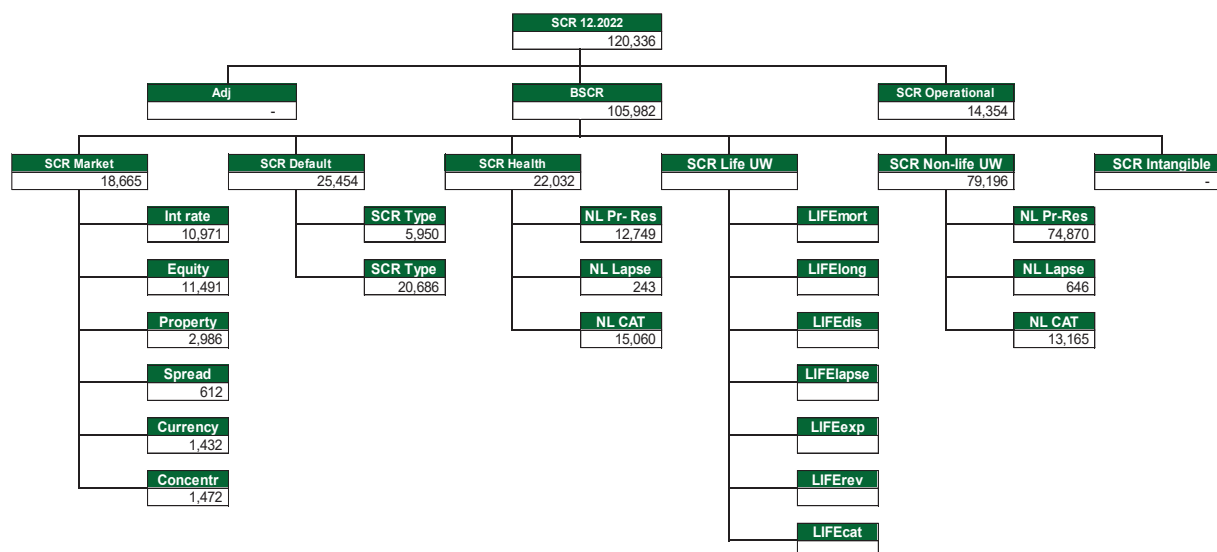 SCR 12.2022
120,336
Adj
-
BSCR
105,982
SCR Operational
14,354
SCR Market
18,665
SCR Default
25,454
SCR Health
22,032
SCR Life UW
SCR Non-life UW
79,196
SCR Intangible
-
Int rate
10,971
Equity
11,491
Property
2,986
Spread
612
Currency
1,432
Concentr
1,472
SCR Type
5,950
SCR Type
20,686
NL Pr- Res
12,749
NL Lapse
243
NL CAT
15,060
LIFEmort
LIFElong
LIFEdis
LIFElapse
LIFEexp
LIFErev
LIFEcat
NL Pr-Res
74,870
NL Lapse
646
NL CAT
13,165